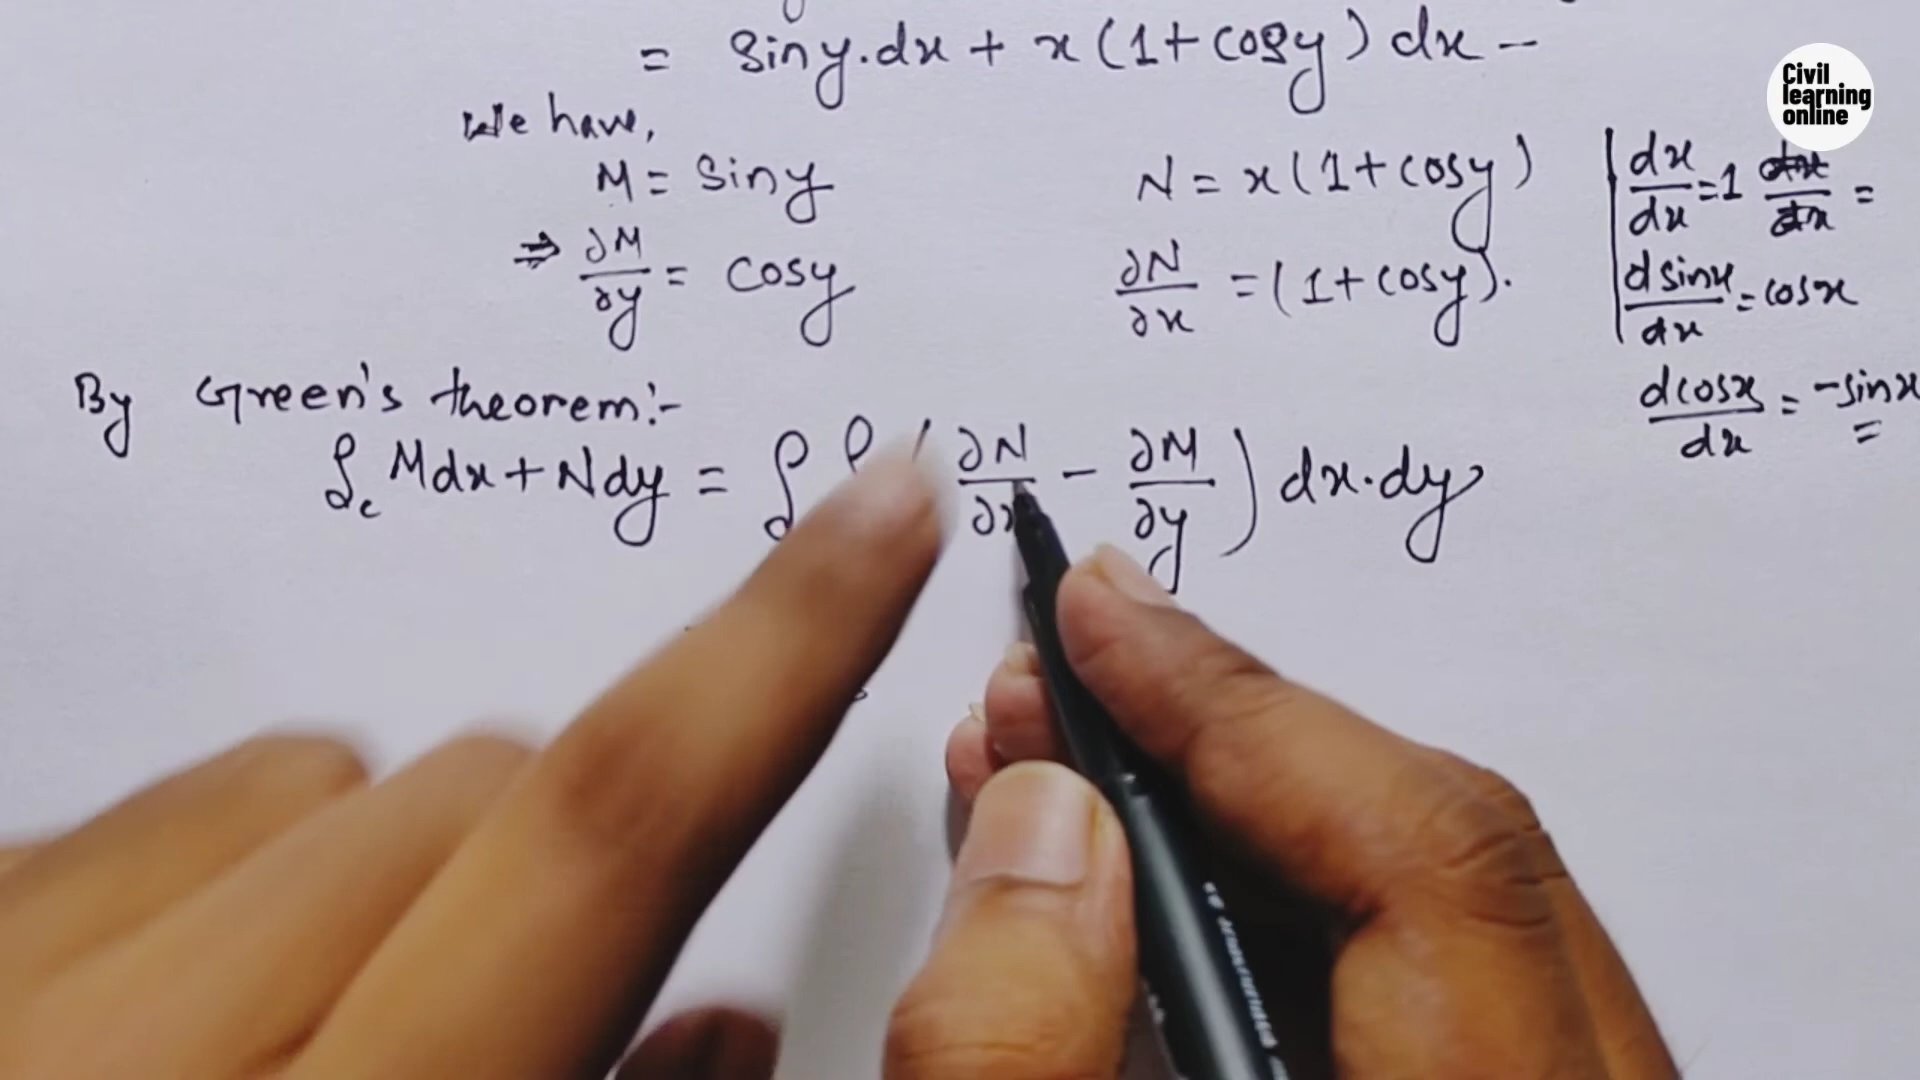 = Siny.dx + x(1+cosy) dx -
We have,
M = Siny N = x(1+cosy)
⇒ ∂M/∂y = Cosy ∂N/∂x = (1+cosy).
By Green's theorem:-
∫c Mdx + Ndy = ∫∫(∂N/∂x - ∂M/∂y) dx.dy
dx/dx = 1 =
d sinx/dx = cosx
dcosx/dx = -sinx
Civil
learning
online